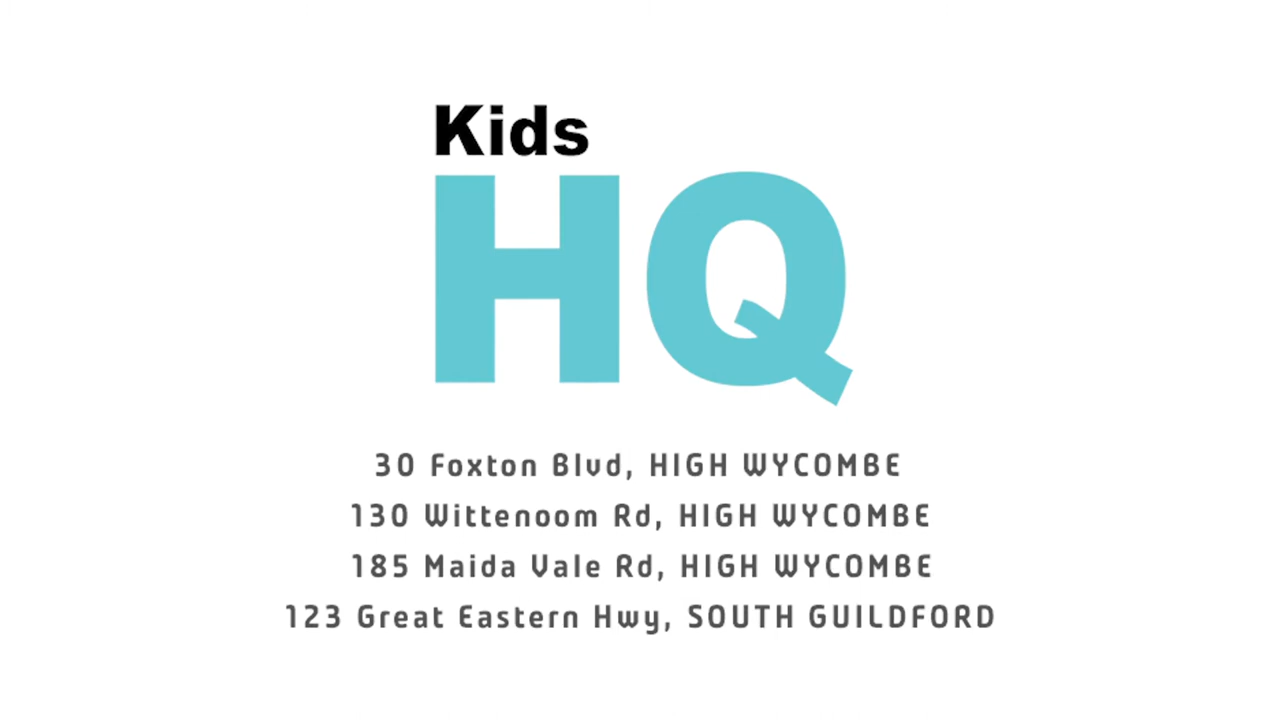 Kids
HQ
30 Foxton Blvd, HIGH WYCOMBE
130 Wittenoom Rd, HIGH WYCOMBE
185 Maida Vale Rd, HIGH WYCOMBE
123 Great Eastern Hwy, SOUTH GUILDFORD